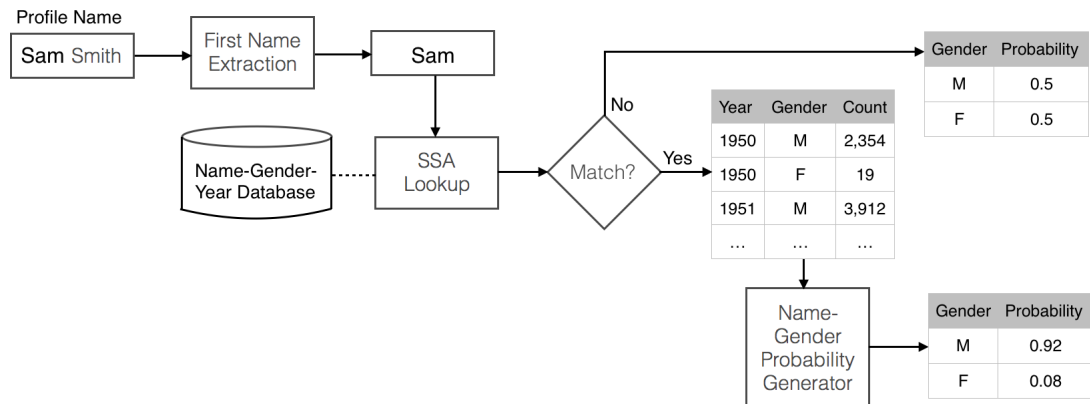 Profile Name
Sam Smith
First Name
Extraction
Sam
Name-Gender-
Year Database
SSA
Lookup
Match?
No
Yes
Gender Probability
M 0.5
F 0.5
Year Gender Count
1950 M 2,354
1950 F 19
1951 M 3,912
... ... ...
Name-
Gender
Probability
Generator
Gender Probability
M 0.92
F 0.08